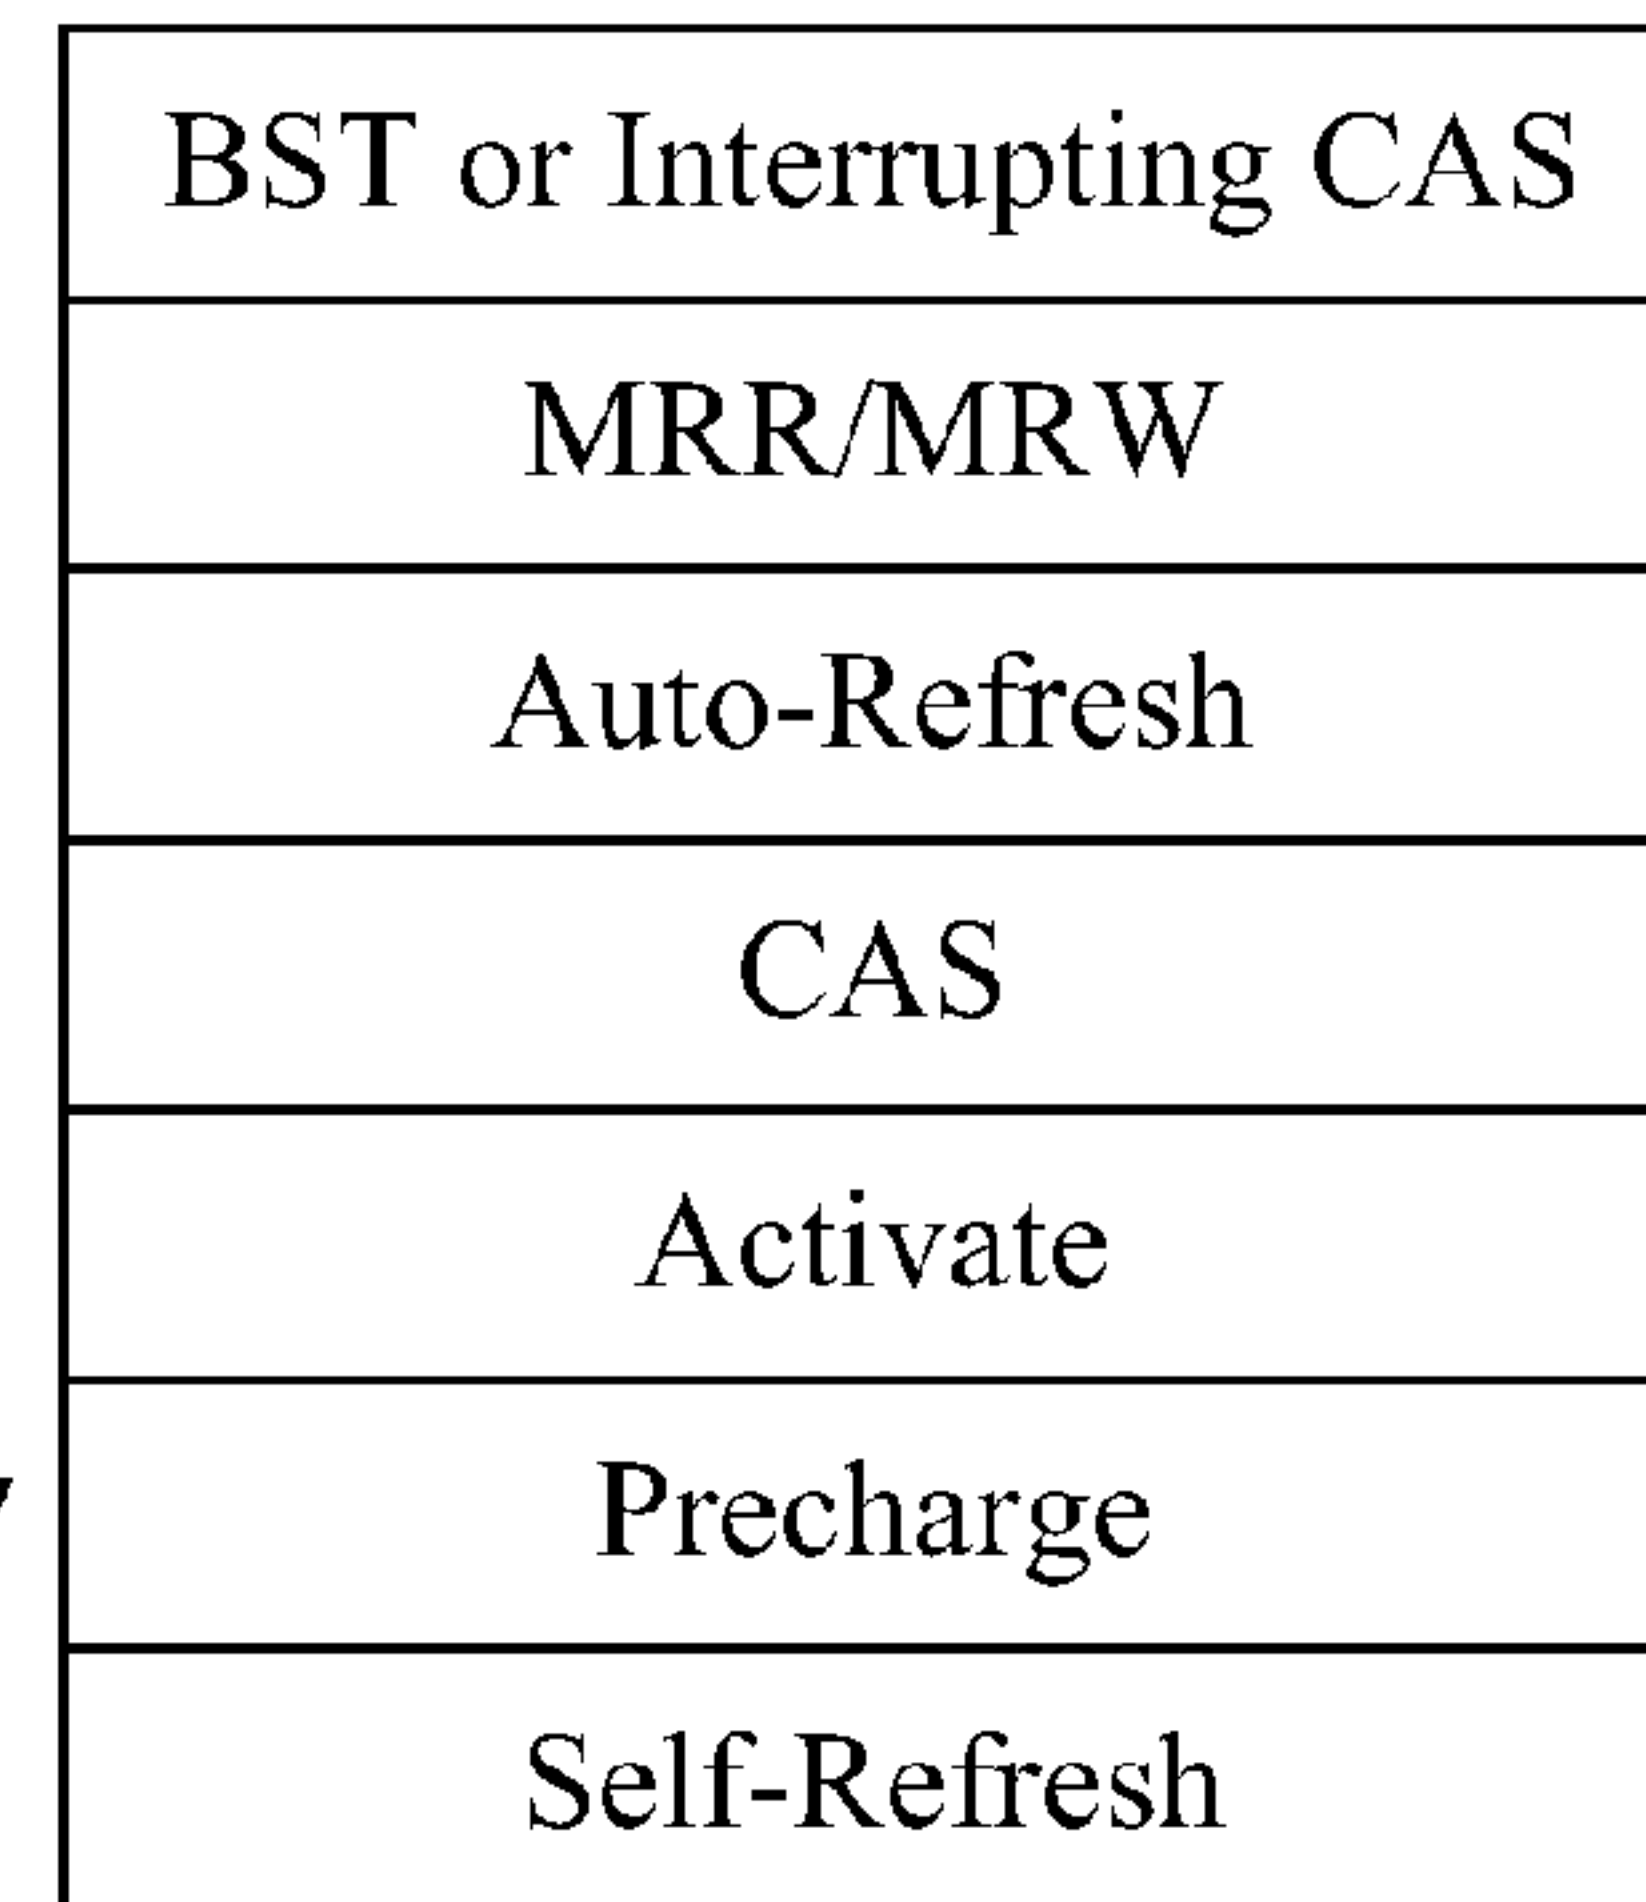 BST or Interrupting CAS
MRR/MRW
Auto-Refresh
CAS
Activate
Precharge
Self-Refresh